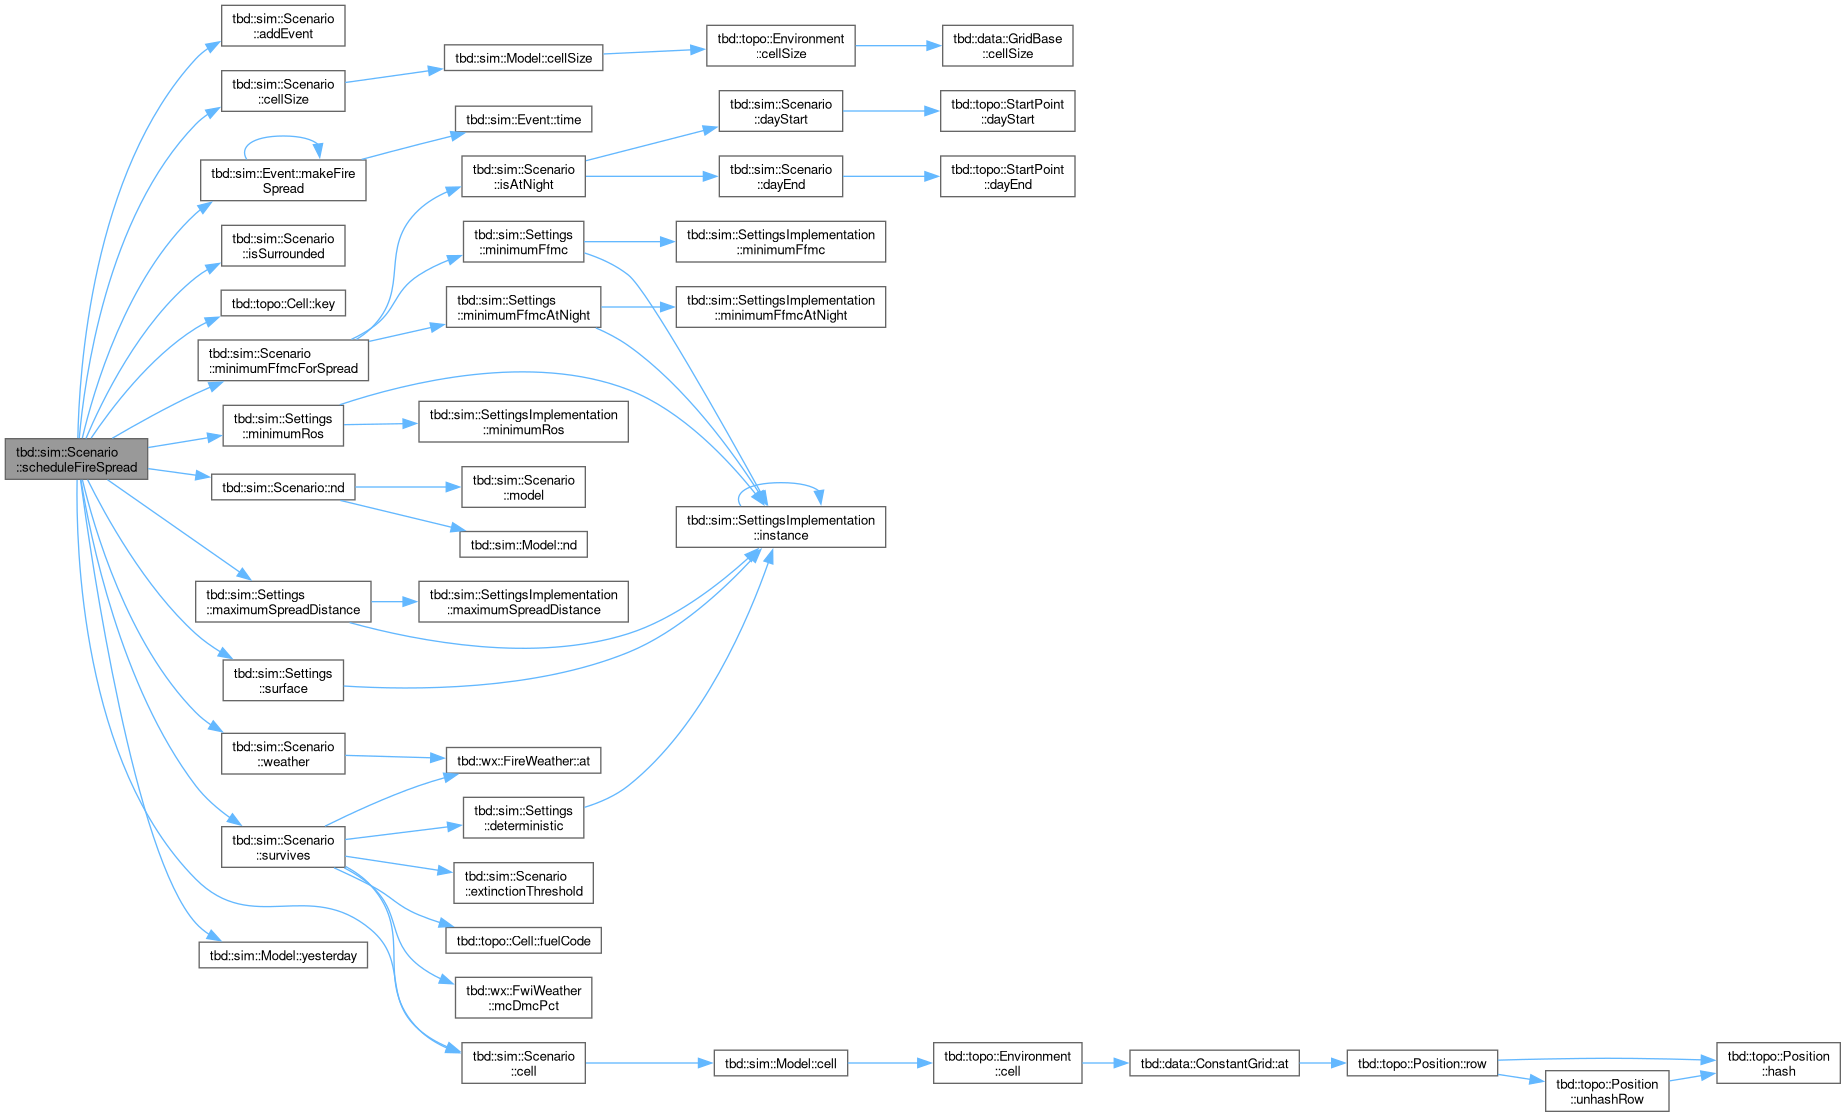 tbd::sim::Scenario
::scheduleFireSpread
tbd::sim::Scenario
::addEvent
tbd::sim::Scenario
::cellSize
tbd::sim::Model::cellSize
tbd::topo::Environment
::cellSize
tbd::data::GridBase
::cellSize
tbd::sim::Event::makeFire
Spread
tbd::sim::Event::time
tbd::sim::Scenario
::isSurrounded
tbd::topo::Cell::key
tbd::sim::Scenario
::minimumFfmcForSpread
tbd::sim::Scenario
::isAtNight
tbd::sim::Scenario
::dayStart
tbd::topo::StartPoint
::dayStart
tbd::sim::Scenario
::dayEnd
tbd::topo::StartPoint
::dayEnd
tbd::sim::Settings
::minimumFfmc
tbd::sim::SettingsImplementation
::minimumFfmc
tbd::sim::Settings
::minimumFfmcAtNight
tbd::sim::SettingsImplementation
::minimumFfmcAtNight
tbd::sim::Settings
::minimumRos
tbd::sim::SettingsImplementation
::minimumRos
tbd::sim::Scenario::nd
tbd::sim::Scenario
::model
tbd::sim::Model::nd
tbd::sim::SettingsImplementation
::instance
tbd::sim::Settings
::maximumSpreadDistance
tbd::sim::SettingsImplementation
::maximumSpreadDistance
tbd::sim::Settings
::surface
tbd::sim::Scenario
::weather
tbd::wx::FireWeather::at
tbd::sim::Scenario
::survives
tbd::sim::Settings
::deterministic
tbd::sim::Scenario
::extinctionThreshold
tbd::topo::Cell::fuelCode
tbd::wx::FwiWeather
::mcDmcPct
tbd::sim::Model::yesterday
tbd::sim::Scenario
::cell
tbd::sim::Model::cell
tbd::topo::Environment
::cell
tbd::data::ConstantGrid::at
tbd::topo::Position::row
tbd::topo::Position
::unhashRow
tbd::topo::Position
::hash